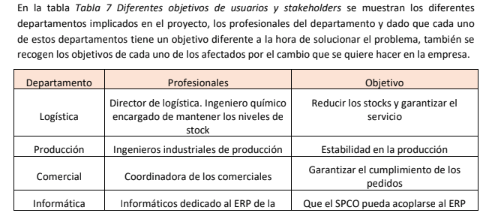 En la tabla Tabla 7 Diferentes objetivos de usuarios y stakeholders se muestran los diferentes
departamentos implicados en el proyecto, los profesionales del departamento y dado que cada uno
de estos departamentos tiene un objetivo diferente a la hora de solucionar el problema, también se
recogen los objetivos de cada uno de los afectados por el cambio que se quiere hacer en la empresa.
Departamento Profesionales Objetivo
Logística
Director de logística. Ingeniero químico
encargado de mantener los niveles de
stock
Reducir los stocks y garantizar el
servicio
Producción Ingenieros industriales de producción Estabilidad en la producción
Comercial Coordinadora de los comerciales
Garantizar el cumplimiento de los
pedidos
Informática Informáticos dedicado al ERP de la Que el SPCO pueda acoplarse al ERP